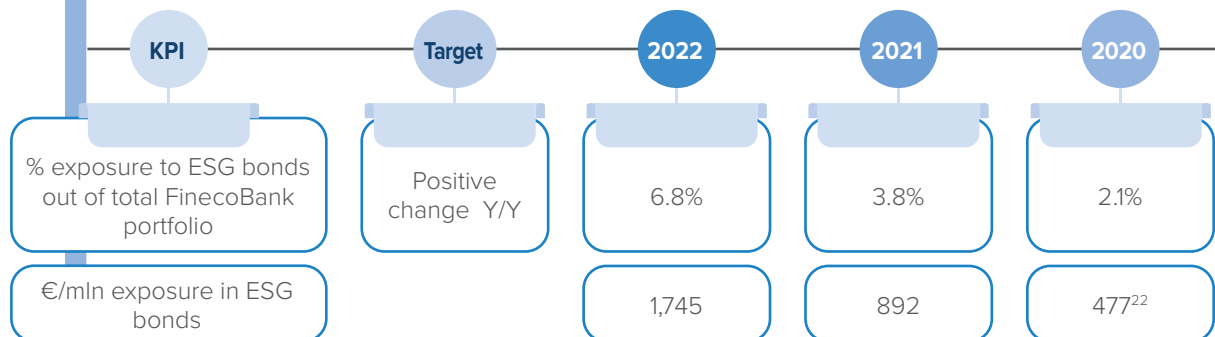 KPI
Target
2022
2021
2020
% exposure to ESG bonds
out of total FinecoBank
portfolio
Positive
change Y/Y
6.8%
3.8%
2.1%
€/mln exposure in ESG
bonds
1,745
892
477²²